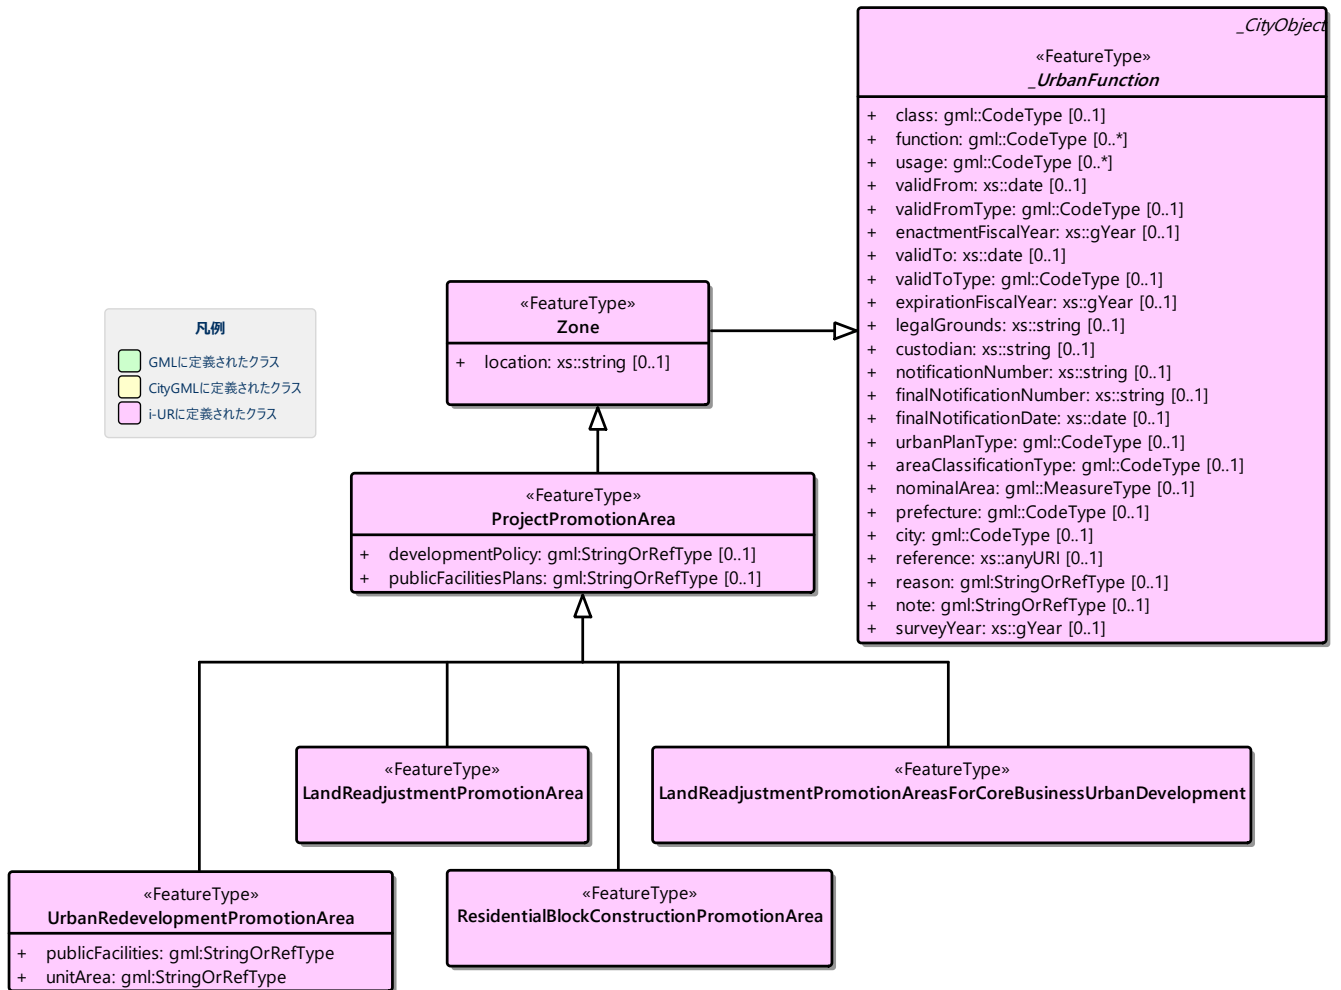 _CityObject
«FeatureType»
_UrbanFunction
+ class: gml::CodeType [0..1]
+ function: gml::CodeType [0..*]
+ usage: gml::CodeType [0..*]
+ validFrom: xs::date [0..1]
+ validFromType: gml::CodeType [0..1]
+ enactmentFiscalYear: xs::gYear [0..1]
+ validTo: xs::date [0..1]
+ validToType: gml::CodeType [0..1]
+ expirationFiscalYear: xs::gYear [0..1]
+ legalGrounds: xs::string [0..1]
+ custodian: xs::string [0..1]
+ notificationNumber: xs::string [0..1]
+ finalNotificationNumber: xs::string [0..1]
+ finalNotificationDate: xs::date [0..1]
+ urbanPlanType: gml::CodeType [0..1]
+ areaClassificationType: gml::CodeType [0..1]
+ nominalArea: gml::MeasureType [0..1]
+ prefecture: gml::CodeType [0..1]
+ city: gml::CodeType [0..1]
+ reference: xs::anyURI [0..1]
+ reason: gml:StringOrRefType [0..1]
+ note: gml:StringOrRefType [0..1]
+ surveyYear: xs::gYear [0..1]
«FeatureType»
Zone
+ location: xs::string [0..1]
凡例
GMLに定義されたクラス
CityGMLに定義されたクラス
i-URに定義されたクラス
«FeatureType»
ProjectPromotionArea
+ developmentPolicy: gml:StringOrRefType [0..1]
+ publicFacilitiesPlans: gml:StringOrRefType [0..1]
«FeatureType»
LandReadjustmentPromotionArea
«FeatureType»
LandReadjustmentPromotionAreasForCoreBusinessUrbanDevelopment
«FeatureType»
UrbanRedevelopmentPromotionArea
+ publicFacilities: gml:StringOrRefType
+ unitArea: gml:StringOrRefType
«FeatureType»
ResidentialBlockConstructionPromotionArea